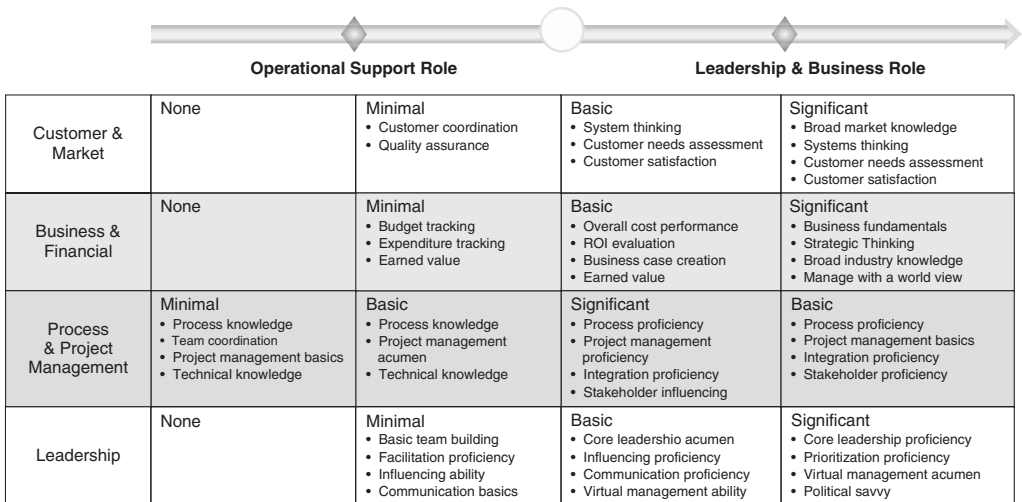 Operational Support Role
Leadership & Business Role
Customer &
Market
None
Minimal
• Customer coordination
• Quality assurance
Basic
• System thinking
• Customer needs assessment
• Customer satisfaction
Significant
• Broad market knowledge
• Systems thinking
• Customer needs assessment
• Customer satisfaction
Business &
Financial
None
Minimal
• Budget tracking
• Expenditure tracking
• Earned value
Basic
• Overall cost performance
• ROI evaluation
• Business case creation
• Earned value
Significant
• Business fundamentals
• Strategic Thinking
• Broad industry knowledge
• Manage with a world view
Process
& Project
Management
Minimal
• Process knowledge
• Team coordination
• Project management basics
• Technical knowledge
Basic
• Process knowledge
• Project management
acumen
• Technical knowledge
Significant
• Process proficiency
• Project management
proficiency
• Integration proficiency
• Stakeholder influencing
Basic
• Process proficiency
• Project management basics
• Integration proficiency
• Stakeholder proficiency
Leadership
None
Minimal
• Basic team building
• Facilitation proficiency
• Influencing ability
• Communication basics
Basic
• Core leadershio acumen
• Influencing proficiency
• Communication proficiency
• Virtual management ability
Significant
• Core leadership proficiency
• Prioritization proficiency
• Virtual management acumen
• Political savvy